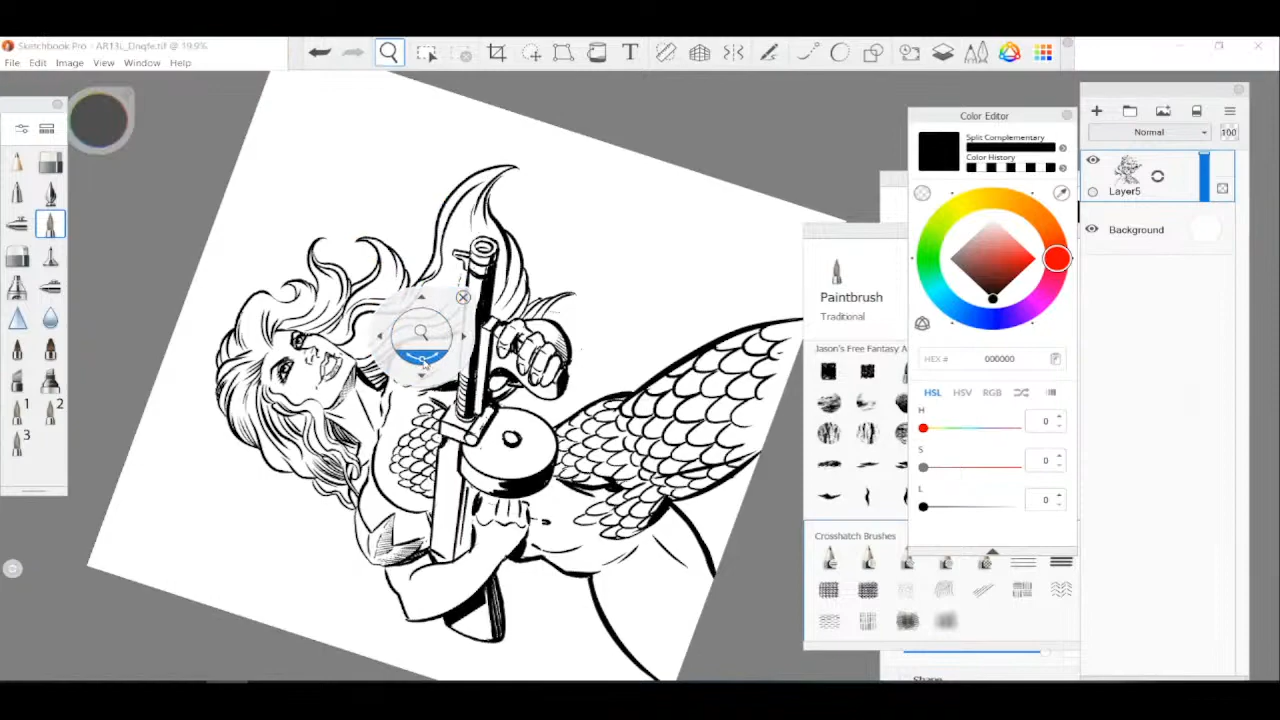 Sketchbook Pro - AR13L_Dnqfe.tif @ 19.9%
File Edit Image View Window Help
T
1 2
3
Color Editor
Split Complementary
Color History
Normal 100
Layer5
Background
Paintbrush
Traditional
HEX # 000000
Jason's Free Fantasy A
HSL HSV RGB
H
0
S
0
L
0
Crosshatch Brushes